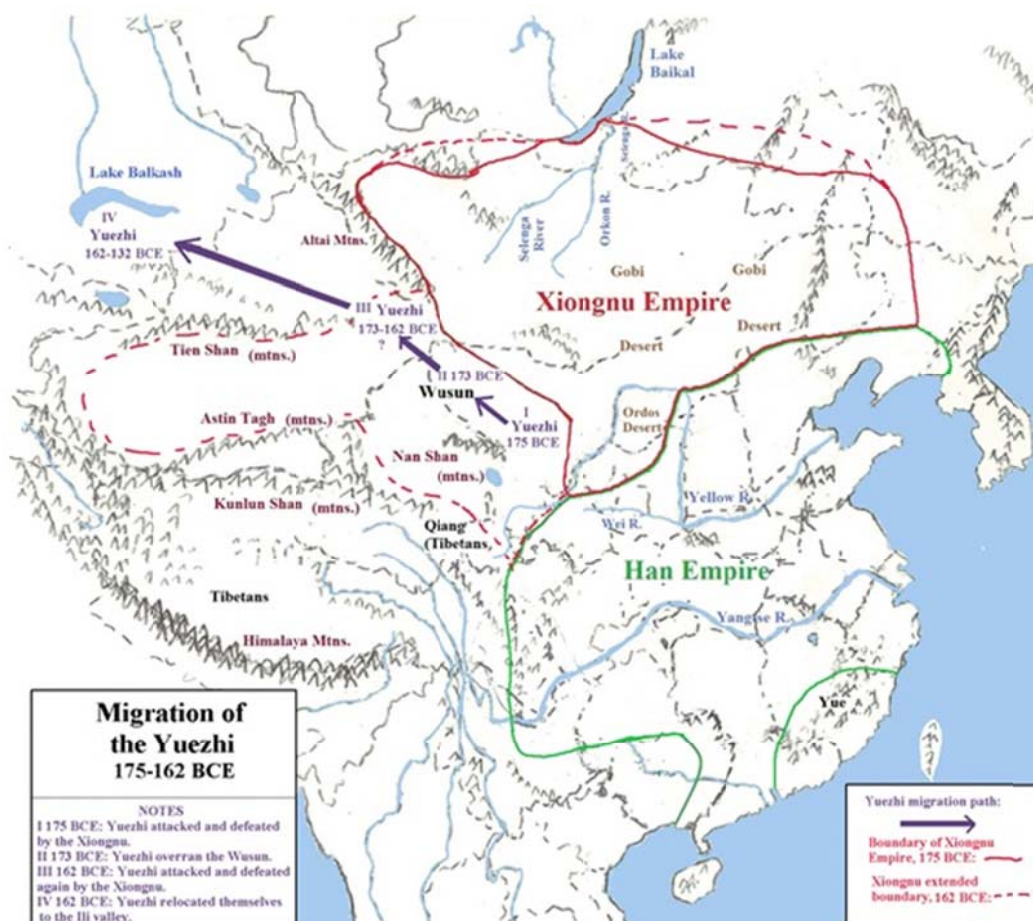 Lake
Baikal
Lake Balkash
IV
Yuezhi
162-132 BCE
Altai Mtns.
Selenga R.
Selenga
River
Orkon R.
Gobi
Gobi
Xiongnu Empire
Desert
Desert
III Yuezhi
173-162 BCE
?
Tien Shan (mtns.)
II 173 BCE
Wusun
I
Yuezhi
175 BCE
Ordos
Desert
Astin Tagh (mtns.)
Nan Shan
(mtns.)
Kunlun Shan (mtns.)
Yellow R.
Wei R.
Qiang
(Tibetans
Han Empire
Tibetans
Yangtse R.
Himalaya Mtns.
Yue
Migration of
the Yuezhi
175-162 BCE
NOTES
I 175 BCE: Yuezhi attacked and defeated
by the Xiongnu.
II 173 BCE: Yuezhi overran the Wusun.
III 162 BCE: Yuezhi attacked and defeated
again by the Xiongnu.
IV 162 BCE: Yuezhi relocated themselves
to the Ili valley.
Yuezhi migration path:
Boundary of Xiongnu
Empire, 175 BCE:
Xiongnu extended
boundary, 162 BCE: